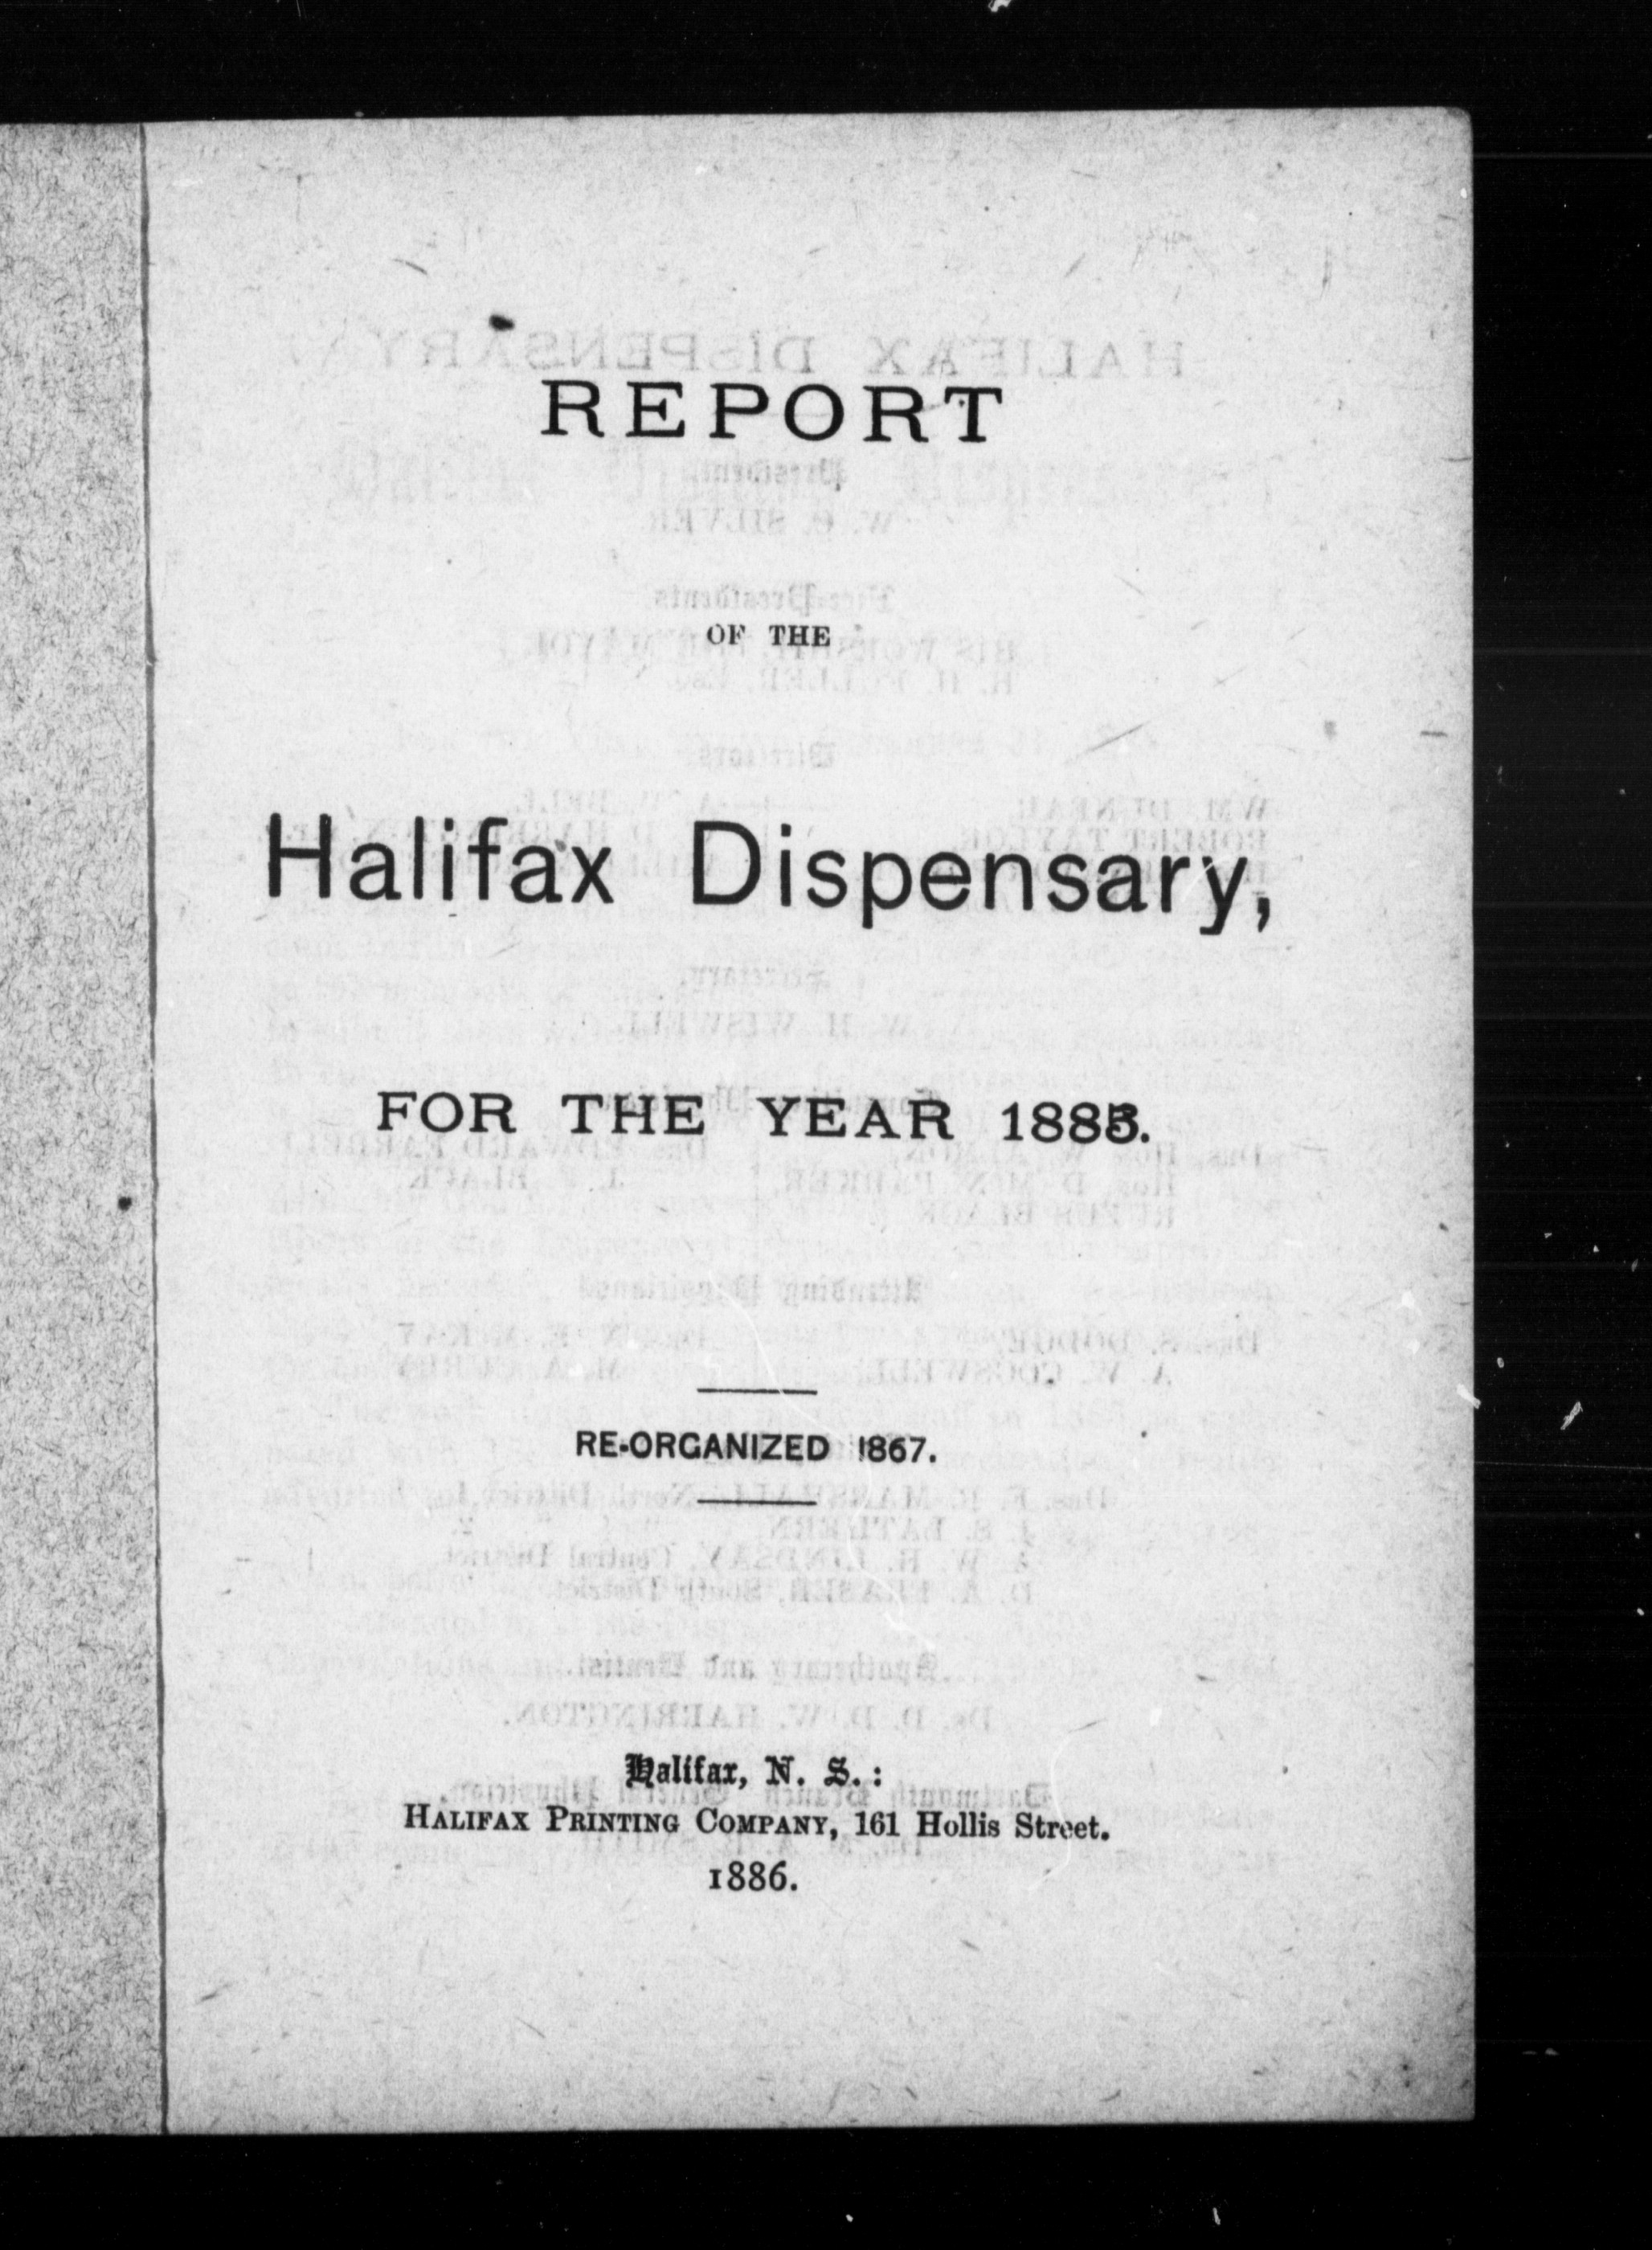 REPORT
OF THE
Halifax Dispensary,
FOR THE YEAR 1885.
RE-ORGANIZED 1867.
Halifax, N. S.:
HALIFAX PRINTING COMPANY, 161 Hollis Street.
1886.